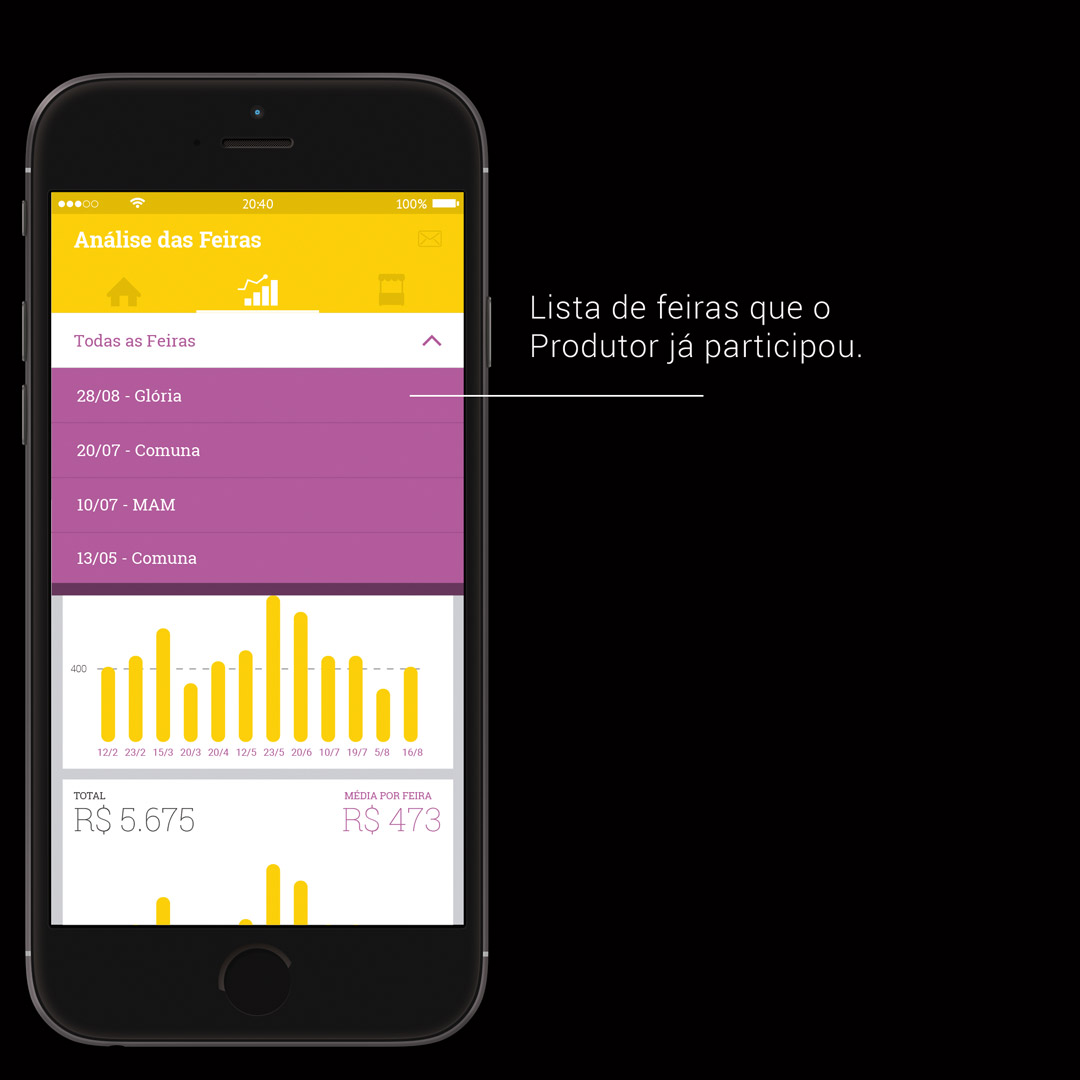 20:40
100%
Análise das Feiras
Todas as Feiras
Lista de feiras que o
Produtor já participou.
28/08 - Glória
20/07 - Comuna
10/07 - MAM
13/05 - Comuna
400
12/2 23/2 15/3 20/3 20/4 12/5 23/5 20/6 10/7 19/7 5/8 16/8
TOTAL
R$ 5.675
MÉDIA POR FEIRA
R$ 473